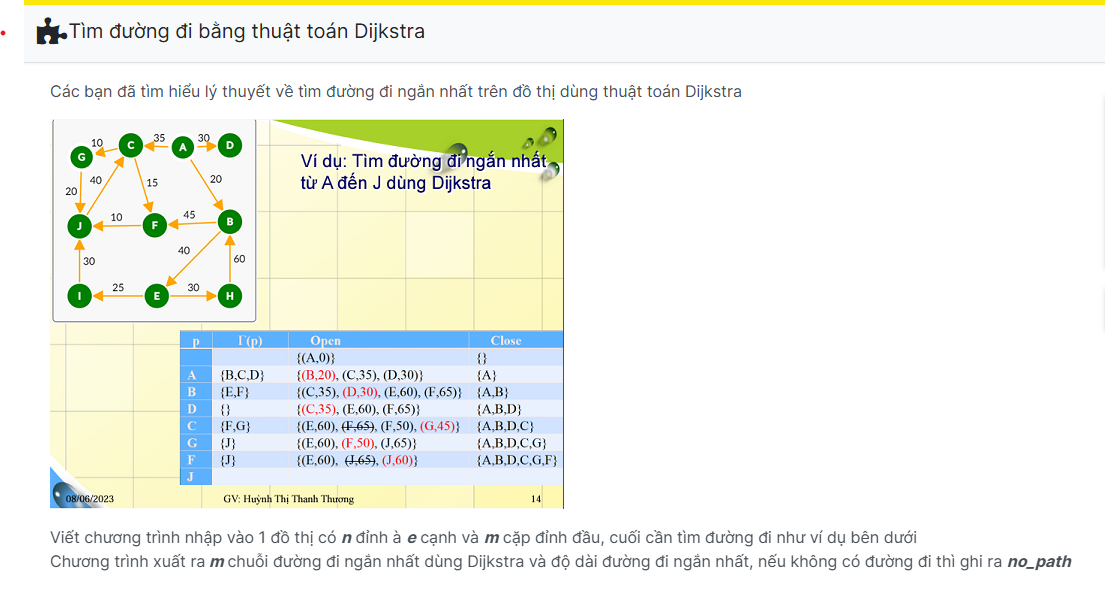 Tìm đường đi bằng thuật toán Dijkstra
Các bạn đã tìm hiểu lý thuyết về tìm đường đi ngắn nhất trên đồ thị dùng thuật toán Dijkstra
10 C 35 A 30 D
G
40 15 20
20
J 10 F 45 B
40
30 60
25 30
I E H
Ví dụ: Tìm đường đi ngắn nhất
từ A đến J dùng Dijkstra
p Γ(p) Open Close
{(A,0)} {}
A {B,C,D} {(B,20), (C,35), (D,30)} {A}
B {E,F} {(C,35), (D,30), (E,60), (F,65)} {A,B}
D {} {(C,35), (E,60), (F,65)} {A,B,D}
C {F,G} {(E,60), (F,65), (F,50), (G,45)} {A,B,D,C}
G {J} {(E,60), (F,50), (J,65)} {A,B,D,C,G}
F {J} {(E,60), (J,65), (J,60)} {A,B,D,C,G,F}
J
08/06/2023 GV: Huỳnh Thị Thanh Thương 14
Viết chương trình nhập vào 1 đồ thị có n đỉnh à e cạnh và m cặp đỉnh đầu, cuối cần tìm đường đi như ví dụ bên dưới
Chương trình xuất ra m chuỗi đường đi ngắn nhất dùng Dijkstra và độ dài đường đi ngắn nhất, nếu không có đường đi thì ghi ra no_path